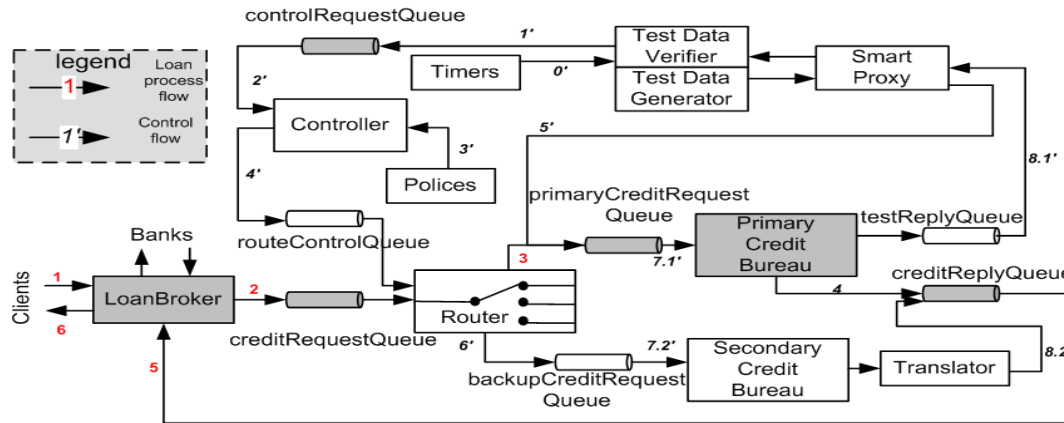 controlRequestQueue
legend
1
Loan
process
flow
1'
Control
flow
2'
1'
Timers
0'
Test Data
Verifier
Test Data
Generator
Smart
Proxy
Controller
5'
3'
4'
Polices
8.1'
primaryCreditRequest
Queue
routeControlQueue
Primary
Credit
Bureau
testReplyQueue
7.1'
Banks
Clients
1
LoanBroker
2
6
creditRequestQueue
3
Router
4
creditReplyQueue
6'
7.2'
backupCreditRequest
Queue
Secondary
Credit
Bureau
Translator
8.2
5